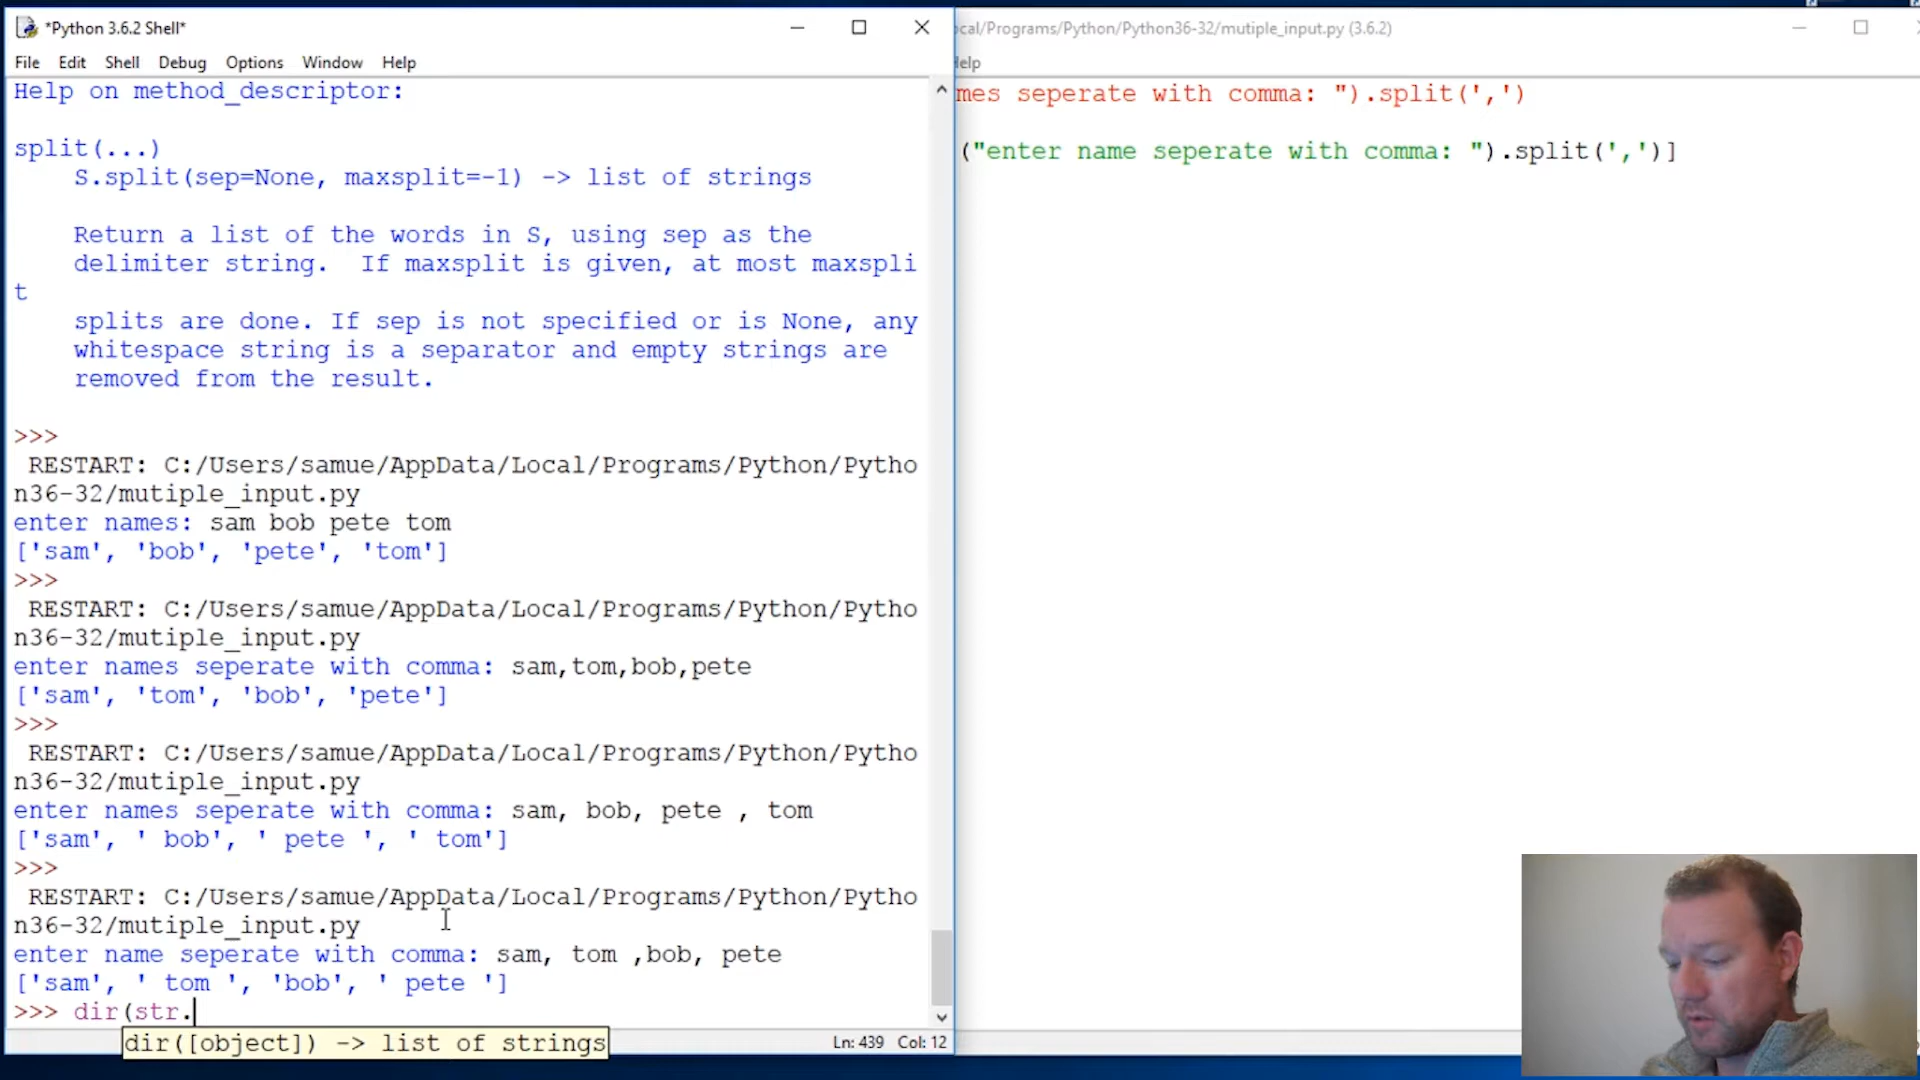 *Python 3.6.2 Shell*
File Edit Shell Debug Options Window Help
Help on method_descriptor:
split(...)
S.split(sep=None, maxsplit=-1) -> list of strings
Return a list of the words in S, using sep as the
delimiter string.  If maxsplit is given, at most maxspli
t
splits are done. If sep is not specified or is None, any
whitespace string is a separator and empty strings are
removed from the result.
>>>
RESTART: C:/Users/samue/AppData/Local/Programs/Python/Pytho
n36-32/mutiple_input.py
enter names: sam bob pete tom
['sam', 'bob', 'pete', 'tom']
>>>
RESTART: C:/Users/samue/AppData/Local/Programs/Python/Pytho
n36-32/mutiple_input.py
enter names seperate with comma: sam,tom,bob,pete
['sam', 'tom', 'bob', 'pete']
>>>
RESTART: C:/Users/samue/AppData/Local/Programs/Python/Pytho
n36-32/mutiple_input.py
enter names seperate with comma: sam, bob, pete , tom
['sam', ' bob', ' pete ', ' tom']
>>>
RESTART: C:/Users/samue/AppData/Local/Programs/Python/Pytho
n36-32/mutiple_input.py
enter name seperate with comma: sam, tom ,bob, pete
['sam', ' tom ', 'bob', ' pete ']
>>> dir(str.
dir([object]) -> list of strings
Ln: 439 Col: 12
cal/Programs/Python/Python36-32/mutiple_input.py (3.6.2)
Help
mes seperate with comma: ").split(',')
("enter name seperate with comma: ").split(',')]